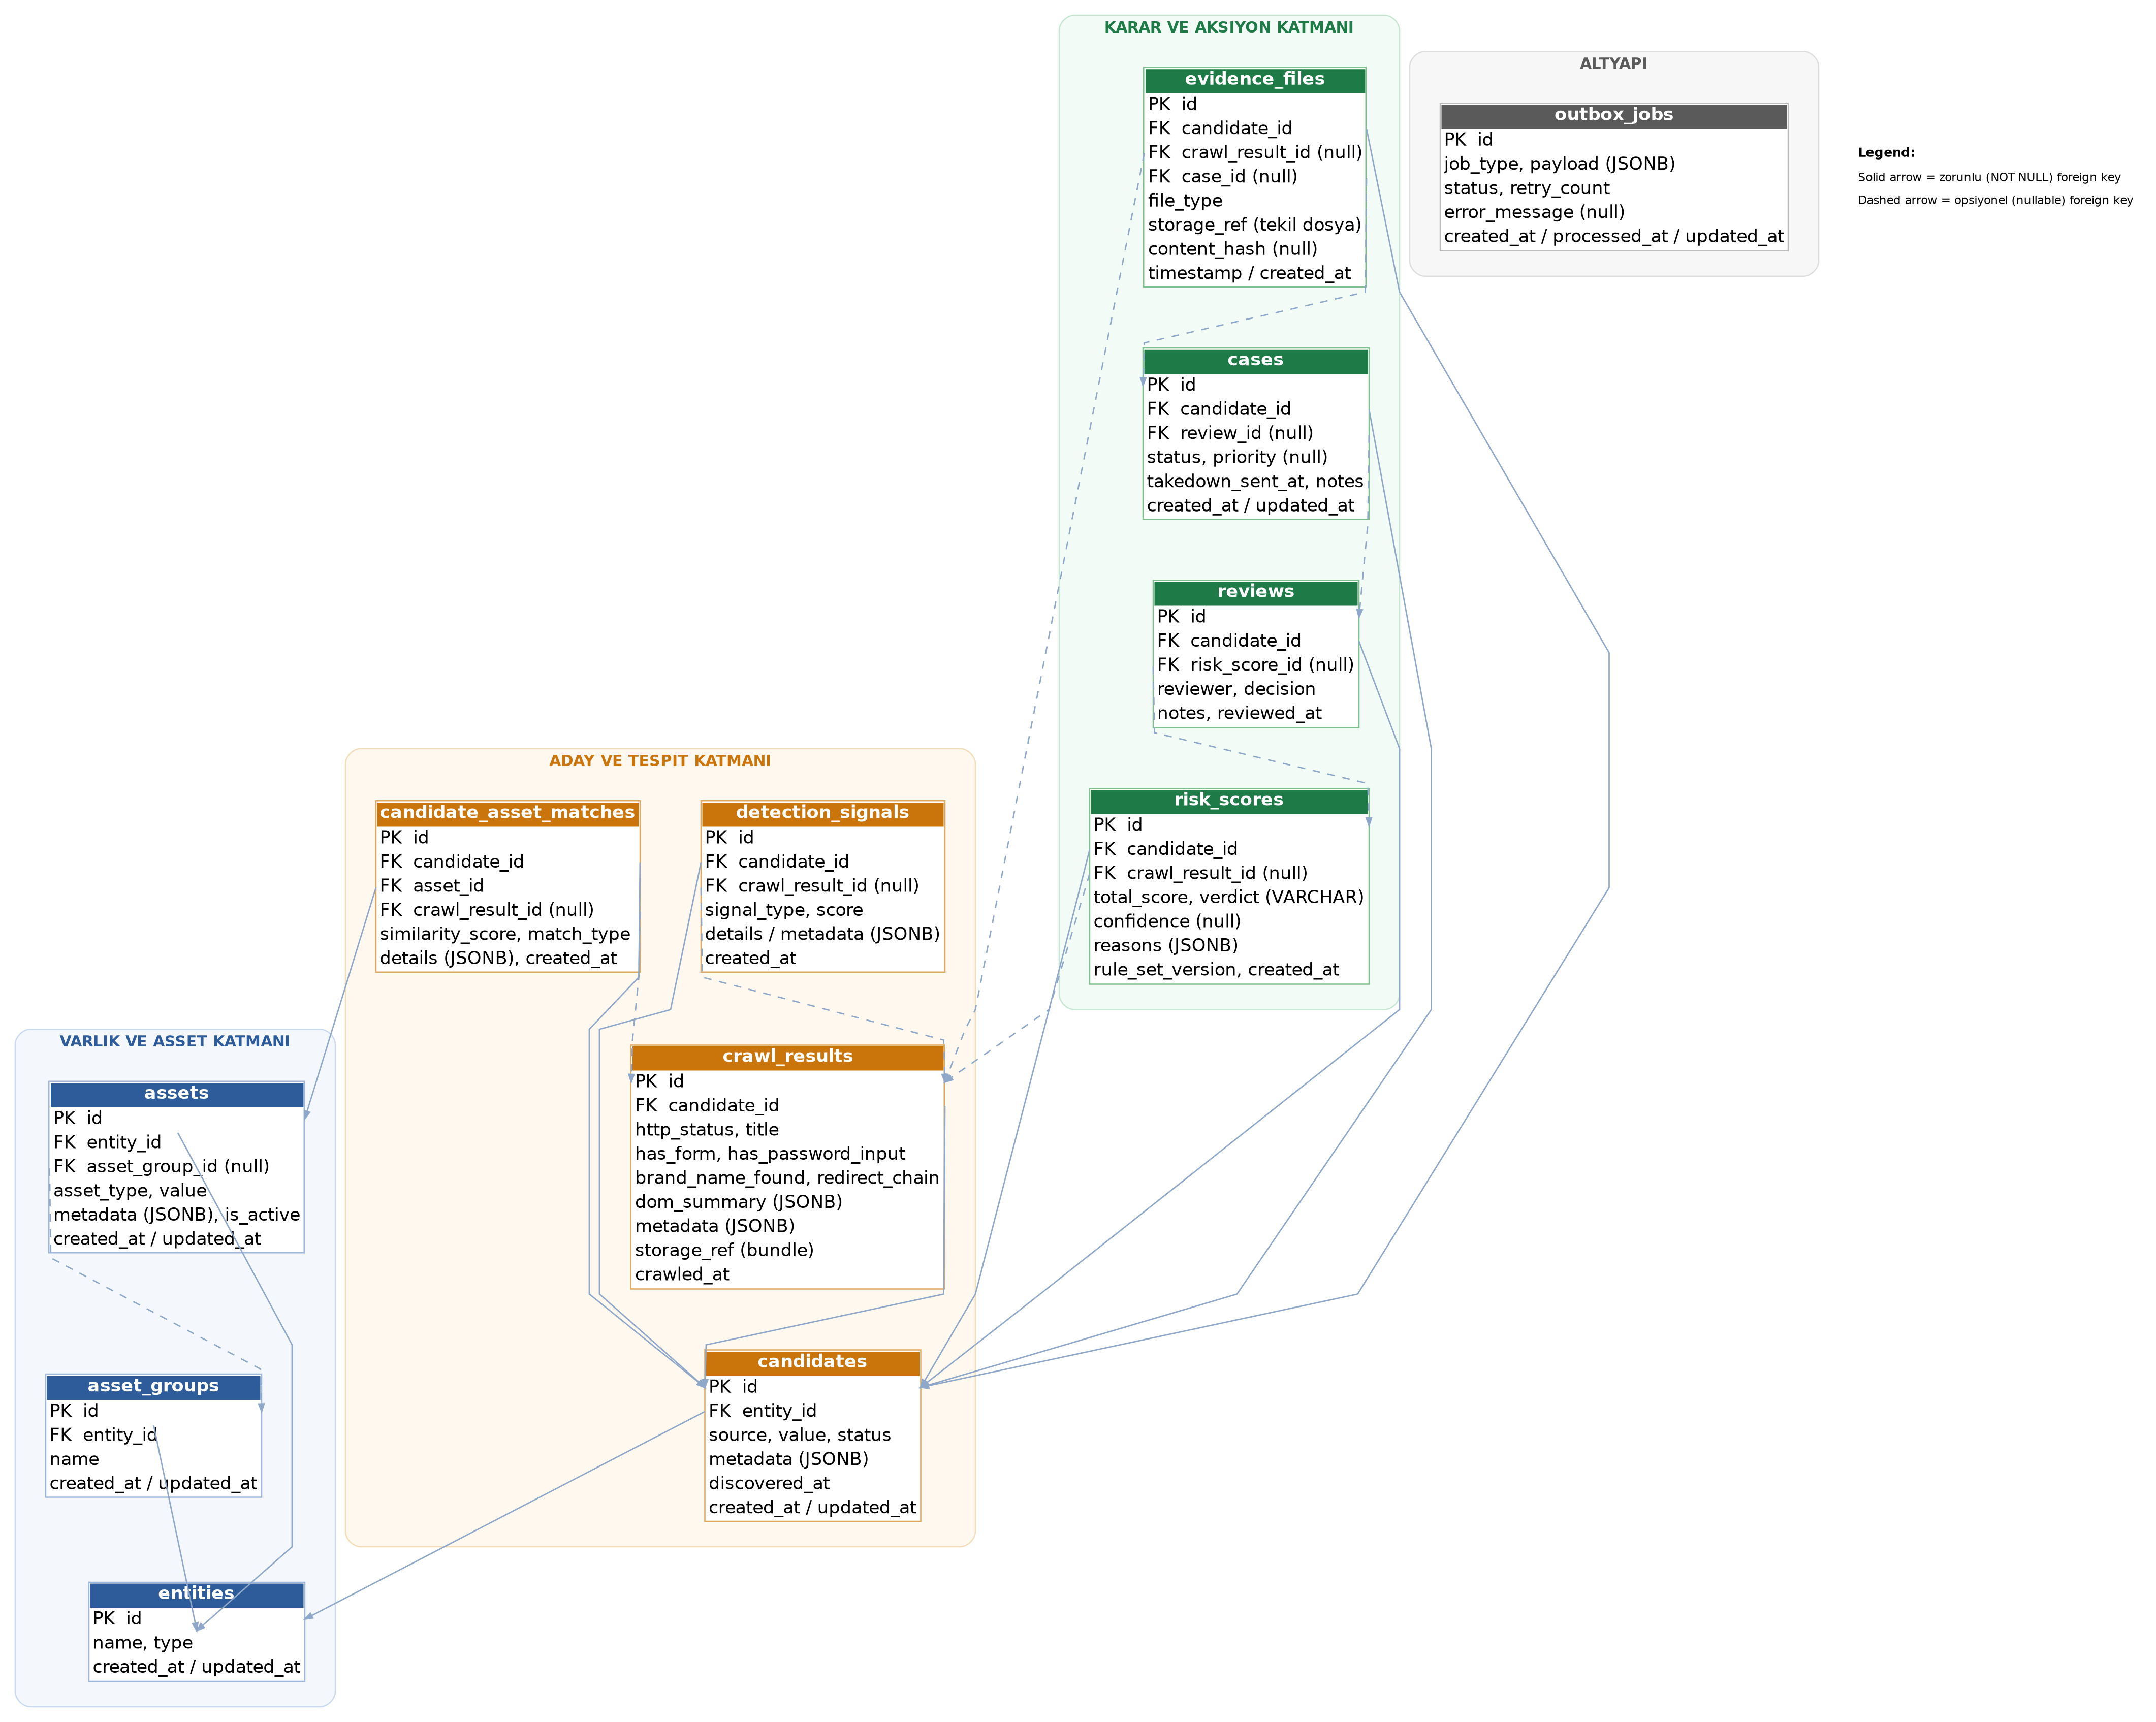 KARAR VE AKSIYON KATMANI
evidence_files
PK  id
FK  candidate_id
FK  crawl_result_id (null)
FK  case_id (null)
file_type
storage_ref (tekil dosya)
content_hash (null)
timestamp / created_at
cases
PK  id
FK  candidate_id
FK  review_id (null)
status, priority (null)
takedown_sent_at, notes
created_at / updated_at
reviews
PK  id
FK  candidate_id
FK  risk_score_id (null)
reviewer, decision
notes, reviewed_at
risk_scores
PK  id
FK  candidate_id
FK  crawl_result_id (null)
total_score, verdict (VARCHAR)
confidence (null)
reasons (JSONB)
rule_set_version, created_at
ALTYAPI
outbox_jobs
PK  id
job_type, payload (JSONB)
status, retry_count
error_message (null)
created_at / processed_at / updated_at
Legend:
Solid arrow = zorunlu (NOT NULL) foreign key
Dashed arrow = opsiyonel (nullable) foreign key
ADAY VE TESPIT KATMANI
candidate_asset_matches
PK  id
FK  candidate_id
FK  asset_id
FK  crawl_result_id (null)
similarity_score, match_type
details (JSONB), created_at
detection_signals
PK  id
FK  candidate_id
FK  crawl_result_id (null)
signal_type, score
details / metadata (JSONB)
created_at
crawl_results
PK  id
FK  candidate_id
http_status, title
has_form, has_password_input
brand_name_found, redirect_chain
dom_summary (JSONB)
metadata (JSONB)
storage_ref (bundle)
crawled_at
candidates
PK  id
FK  entity_id
source, value, status
metadata (JSONB)
discovered_at
created_at / updated_at
VARLIK VE ASSET KATMANI
assets
PK  id
FK  entity_id
FK  asset_group_id (null)
asset_type, value
metadata (JSONB), is_active
created_at / updated_at
asset_groups
PK  id
FK  entity_id
name
created_at / updated_at
entities
PK  id
name, type
created_at / updated_at